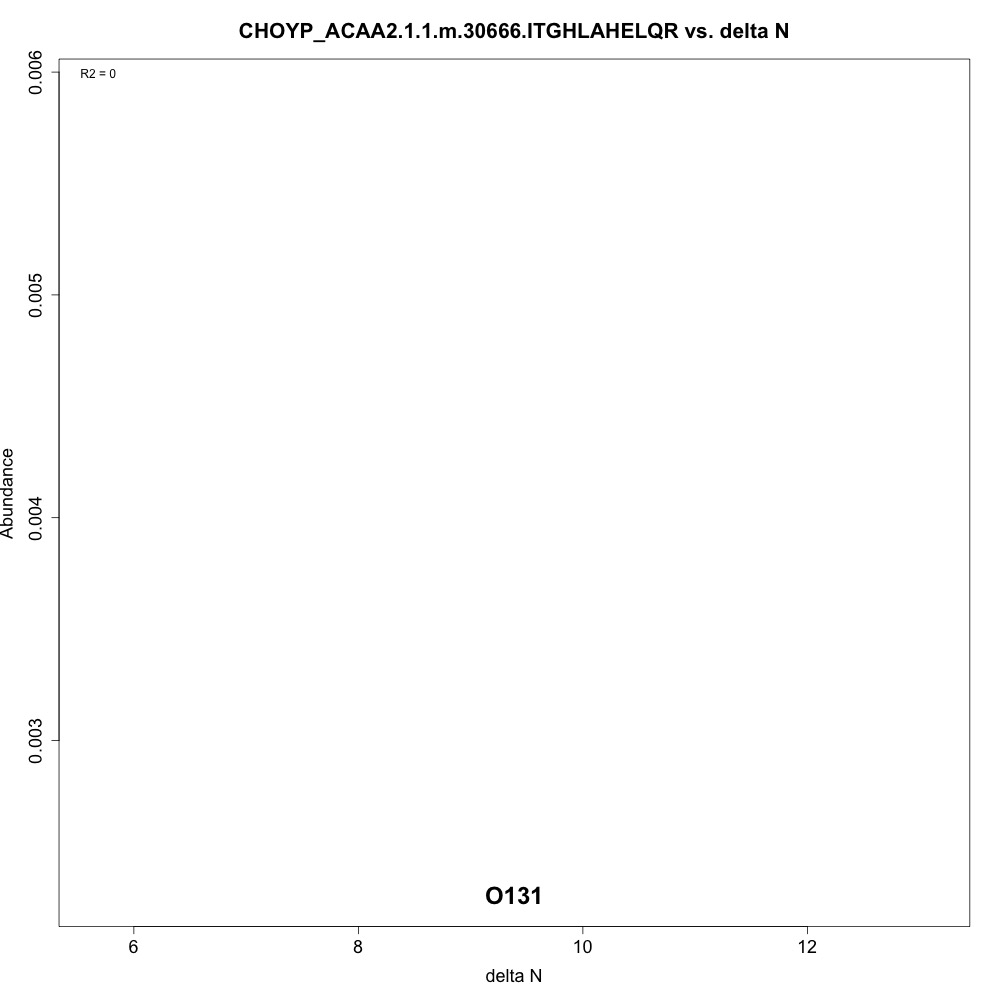 CHOYP_ACAA2.1.1.m.30666.ITGHLAHELQR vs. delta N
R2 = 0
0.006
0.005
0.004
0.003
Abundance
O131
6 8 10 12
delta N